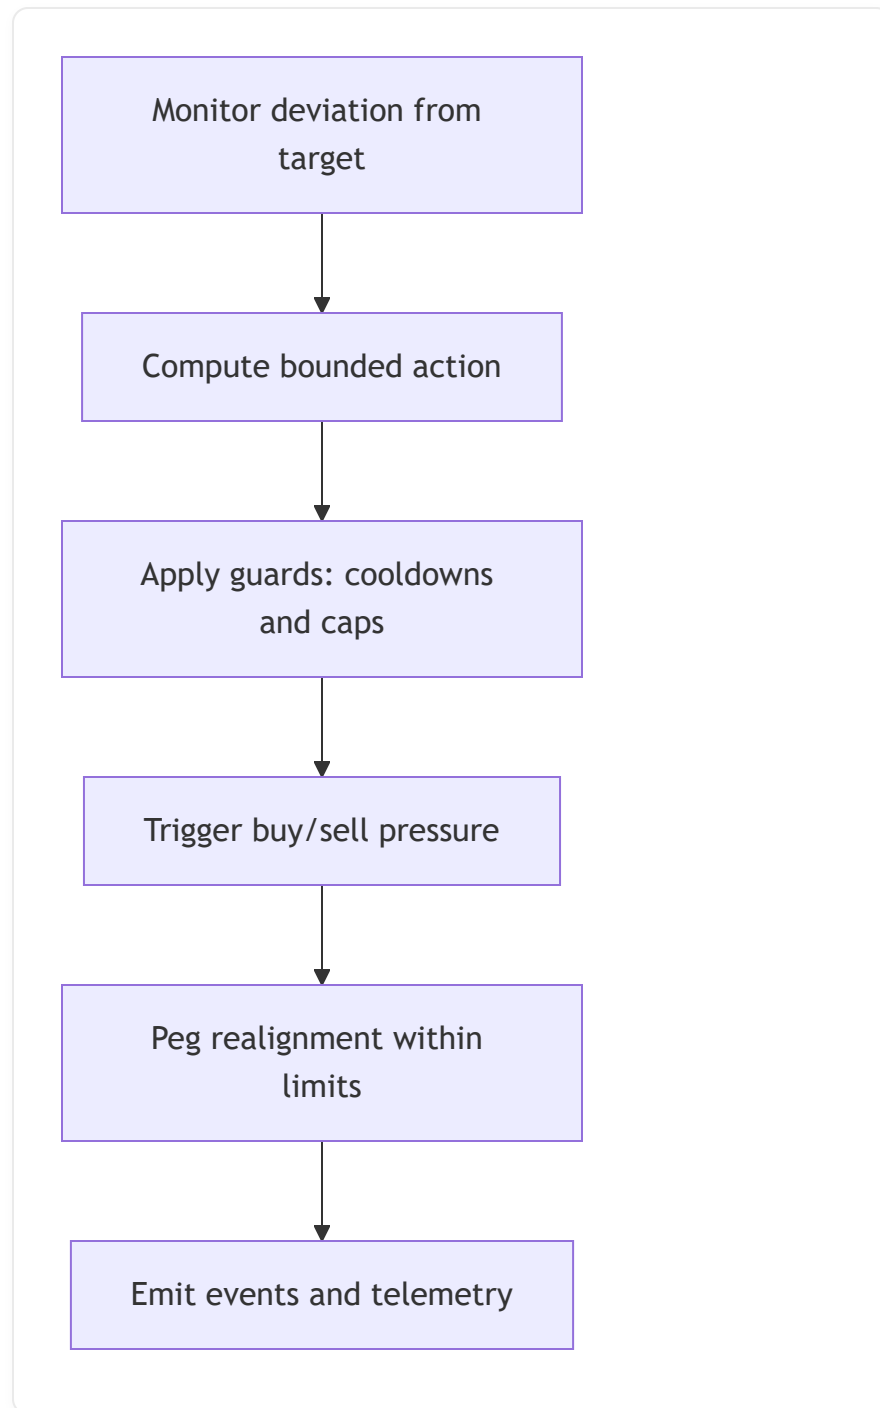 Monitor deviation from
target
Compute bounded action
Apply guards: cooldowns
and caps
Trigger buy/sell pressure
Peg realignment within
limits
Emit events and telemetry